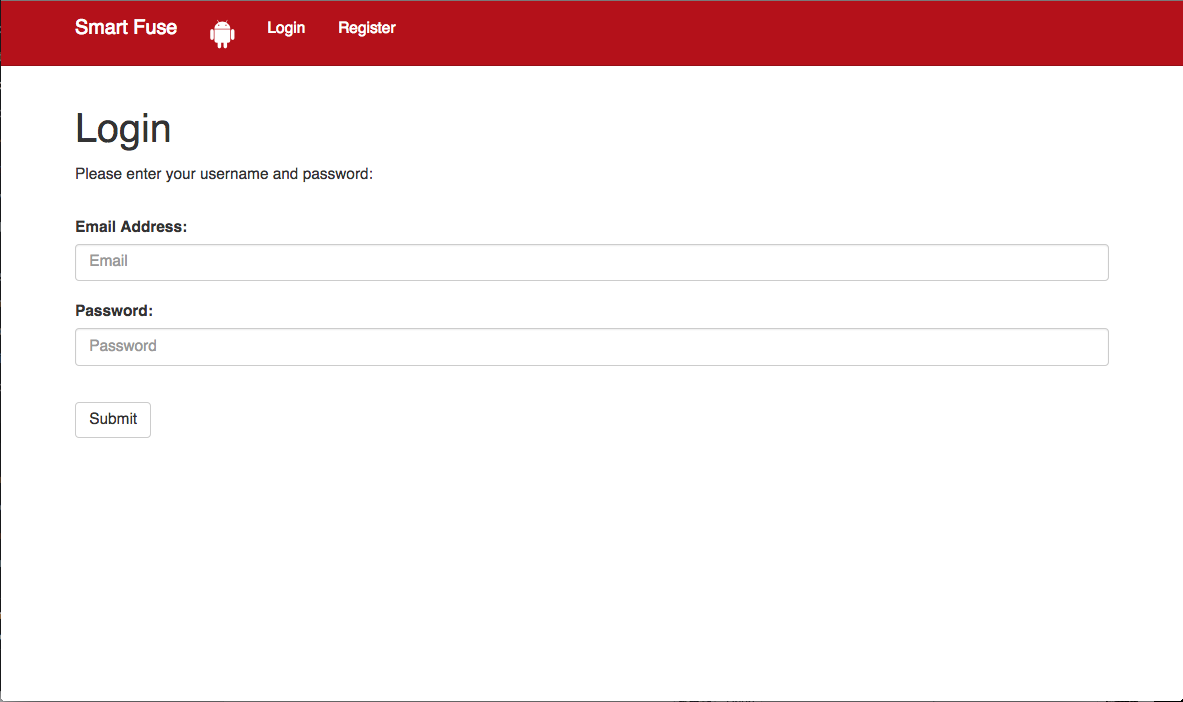 Smart Fuse Login Register
Login
Please enter your username and password:
Email Address:
Email
Password:
Password
Submit